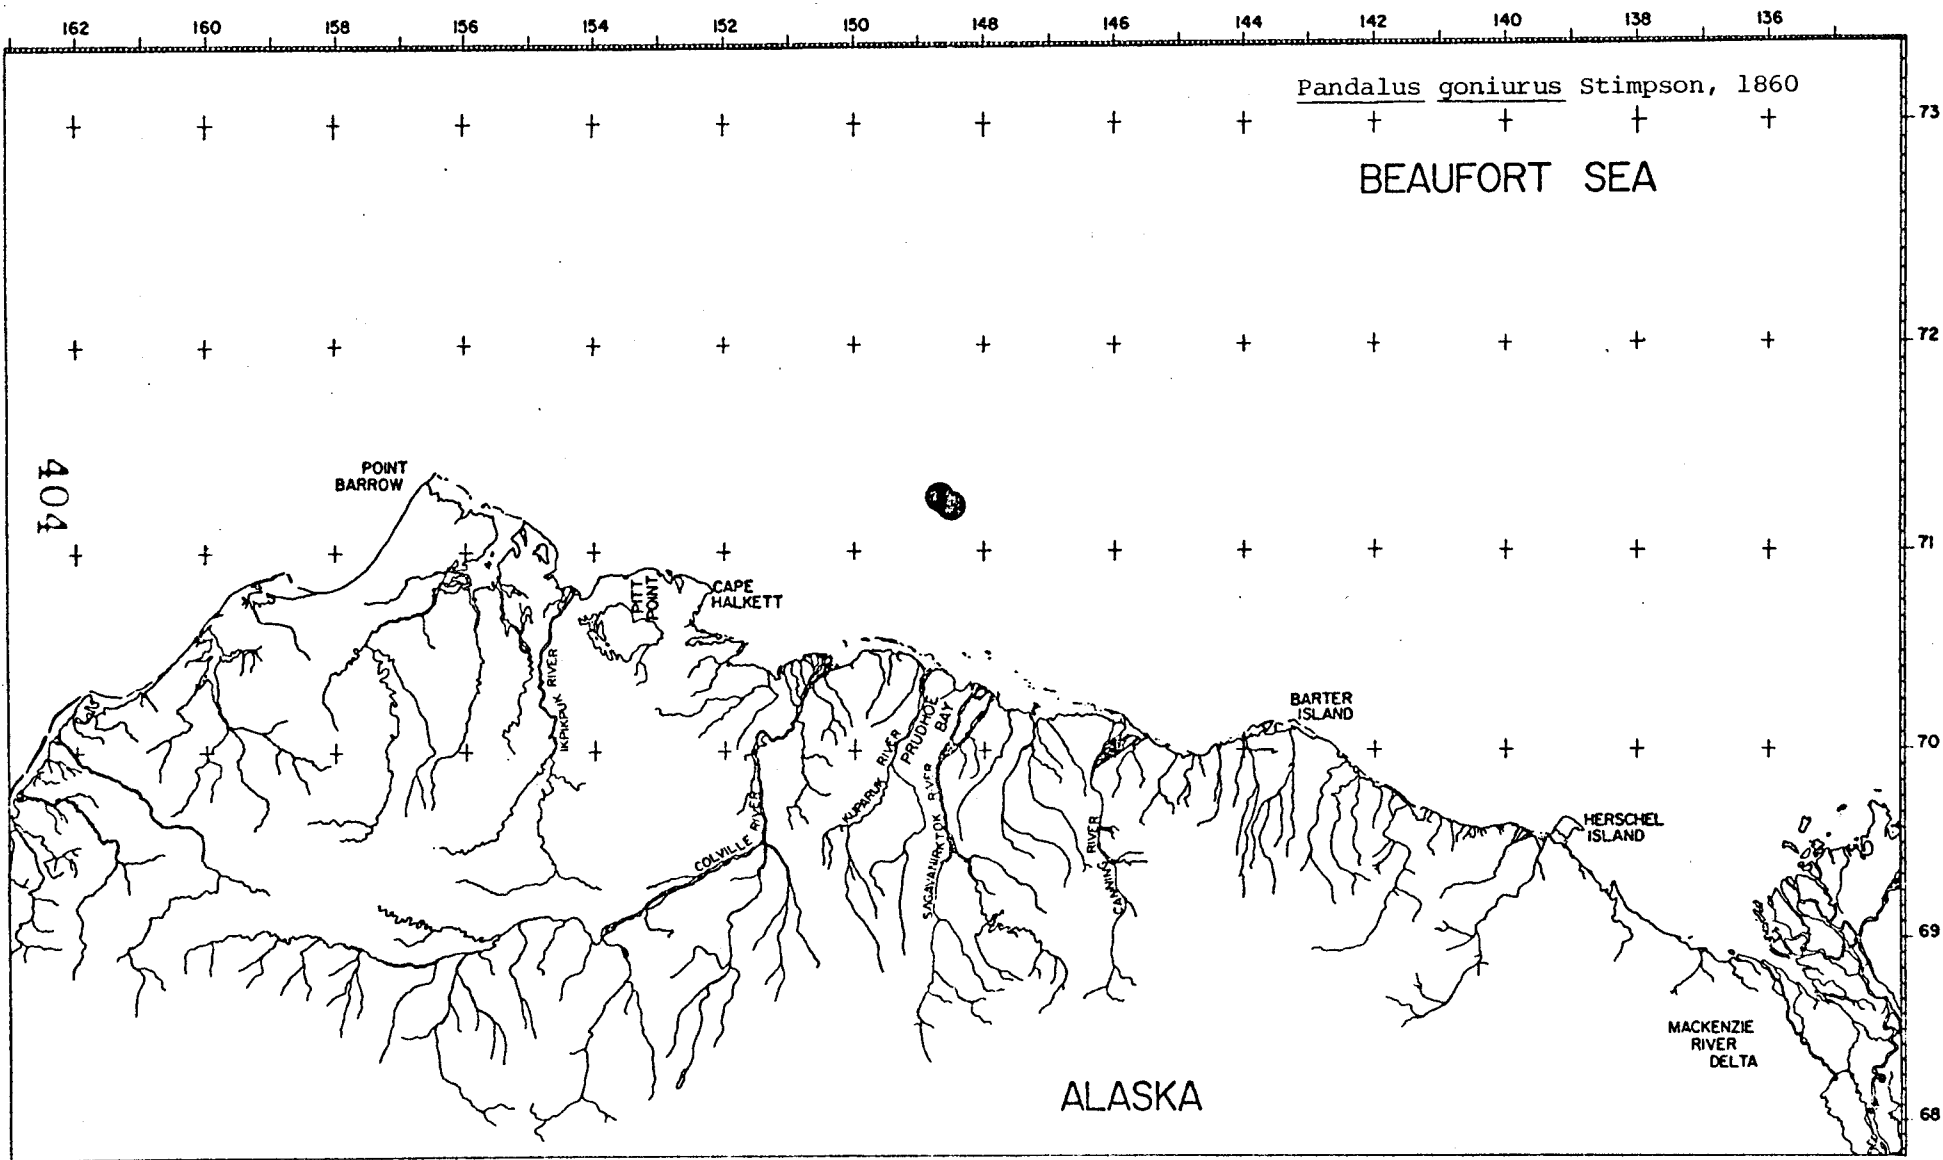 162 160 158 156 154 152 150 148 146 144 142 140 138 136
Pandalus goniurus Stimpson, 1860
73
BEAUFORT SEA
72
POINT
BARROW
404
71
PITT
POINT
CAPE
HALKETT
IKPIKPUK RIVER
BARTER
ISLAND
PRUDHOE
BAY
70
KUPARUK RIVER
SAGAVANIRKTOK RIVER
COLVILLE RIVER
CANNING RIVER
HERSCHEL
ISLAND
69
MACKENZIE
RIVER
DELTA
ALASKA
68